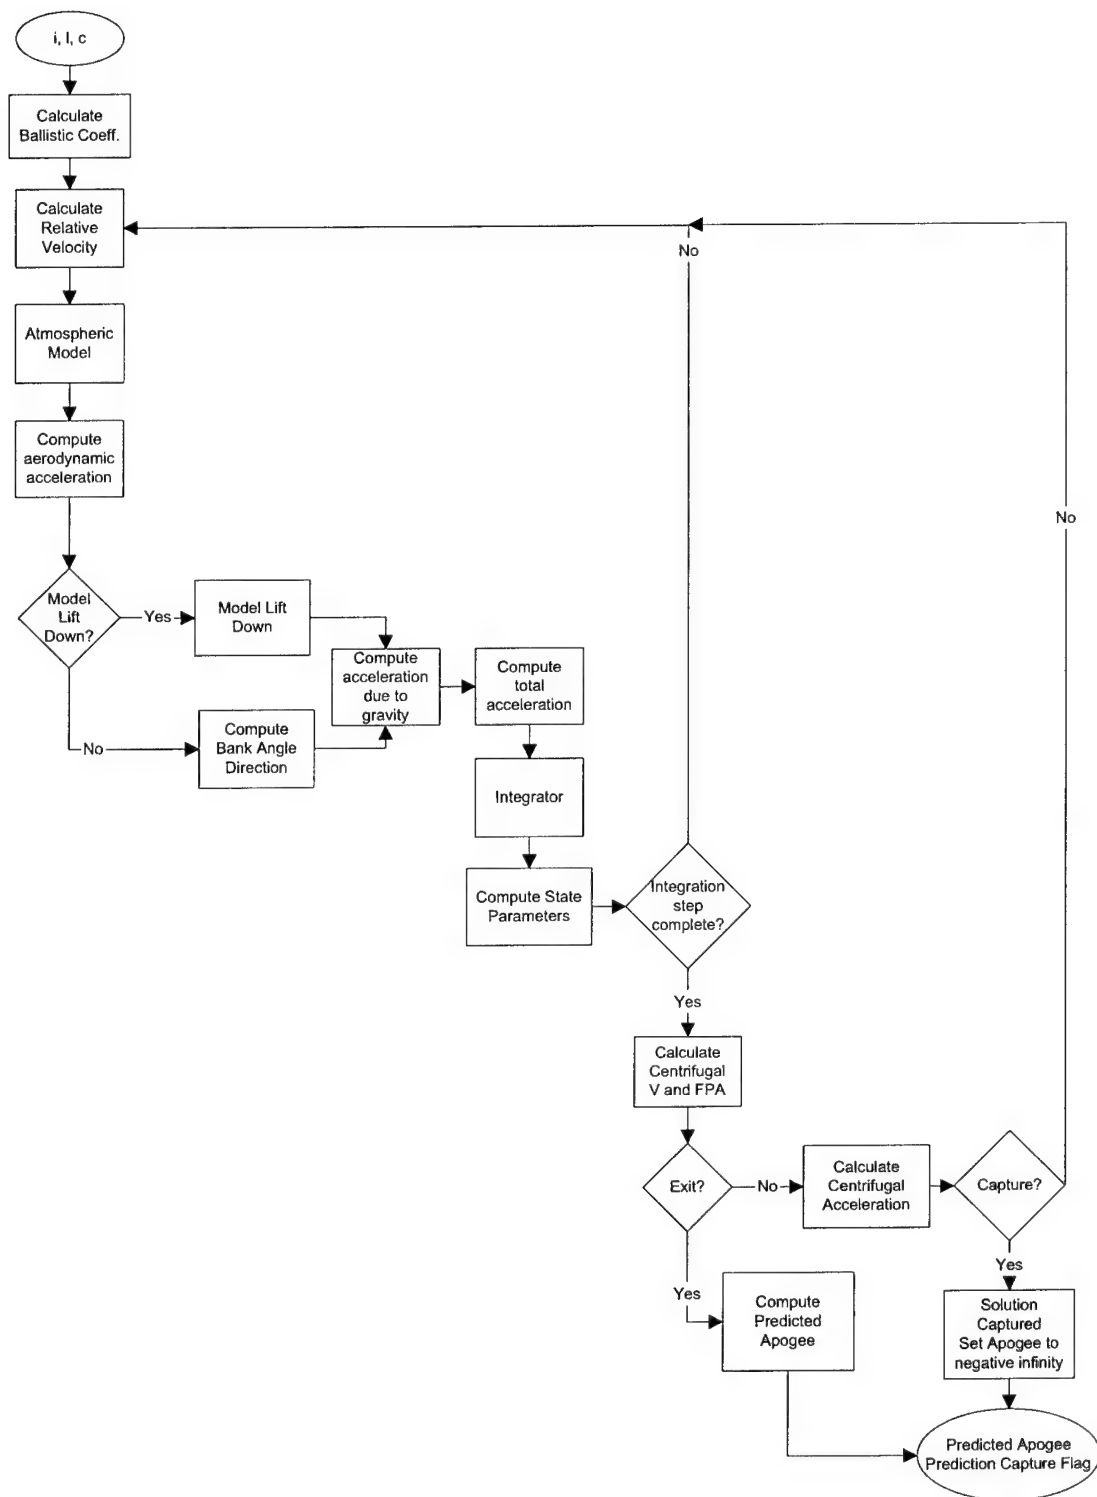 i, l, c
Calculate
Ballistic Coeff.
Calculate
Relative
Velocity
No
Atmospheric
Model
Compute
aerodynamic
acceleration
No
Model
Lift
Down?
Yes
Model Lift
Down
Compute
acceleration
due to
gravity
Compute
total
acceleration
No
Compute
Bank Angle
Direction
Integrator
Compute State
Parameters
Integration
step
complete?
Yes
Calculate
Centrifugal
V and FPA
Exit?
No
Calculate
Centrifugal
Acceleration
Capture?
Yes
Yes
Compute
Predicted
Apogee
Solution
Captured
Set Apogee to
negative infinity
Predicted Apogee
Prediction Capture Flag